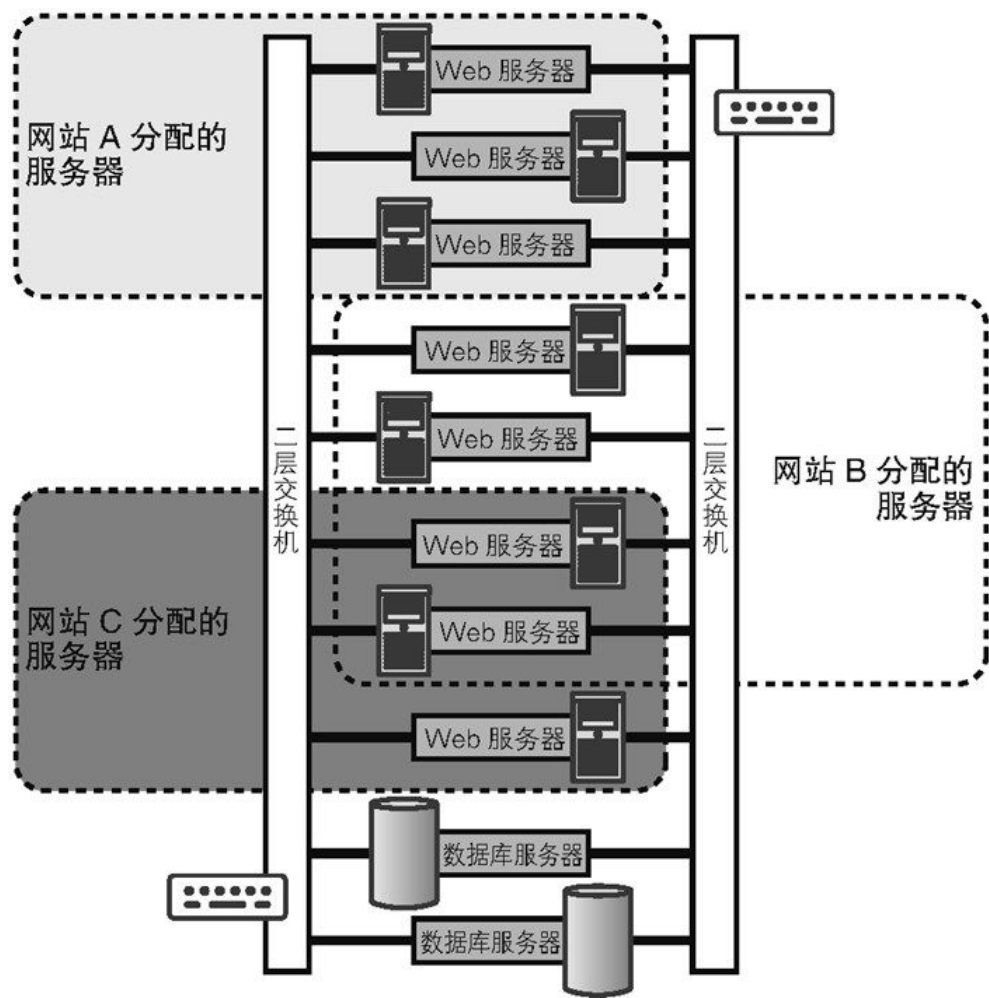 Web 服务器
网站 A 分配的
服务器
Web 服务器
Web 服务器
Web 服务器
二层交换机
Web 服务器
二层交换机
网站 B 分配的
服务器
Web 服务器
网站 C 分配的
服务器
Web 服务器
Web 服务器
数据库服务器
数据库服务器